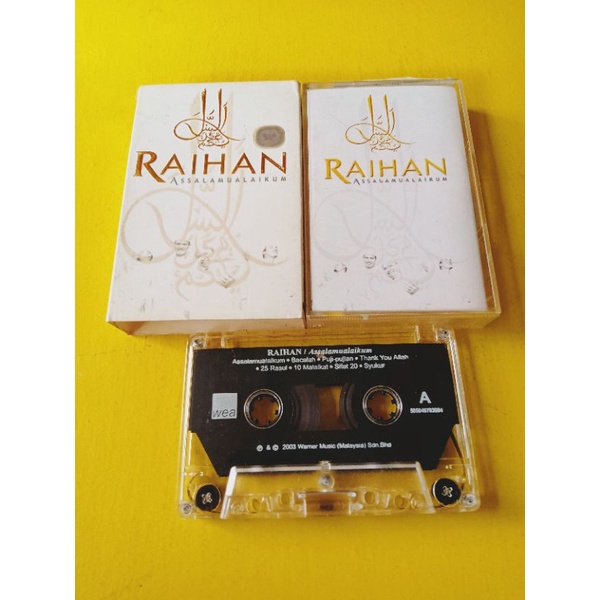 RAIHAN
ASSALAMUALAIKUM
RAIHAN
ASSALAMUALAIKUM
RAIHAN / Assalamualaikum
Assalamualaikum • Bacalah • Puji-pujian • Thank You Allah
• 25 Rasul • 10 Malaikat • Sifat 20 • Syukur
wea
A
℗ & © 2003 Warner Music (Malaysia) Sdn.Bhd